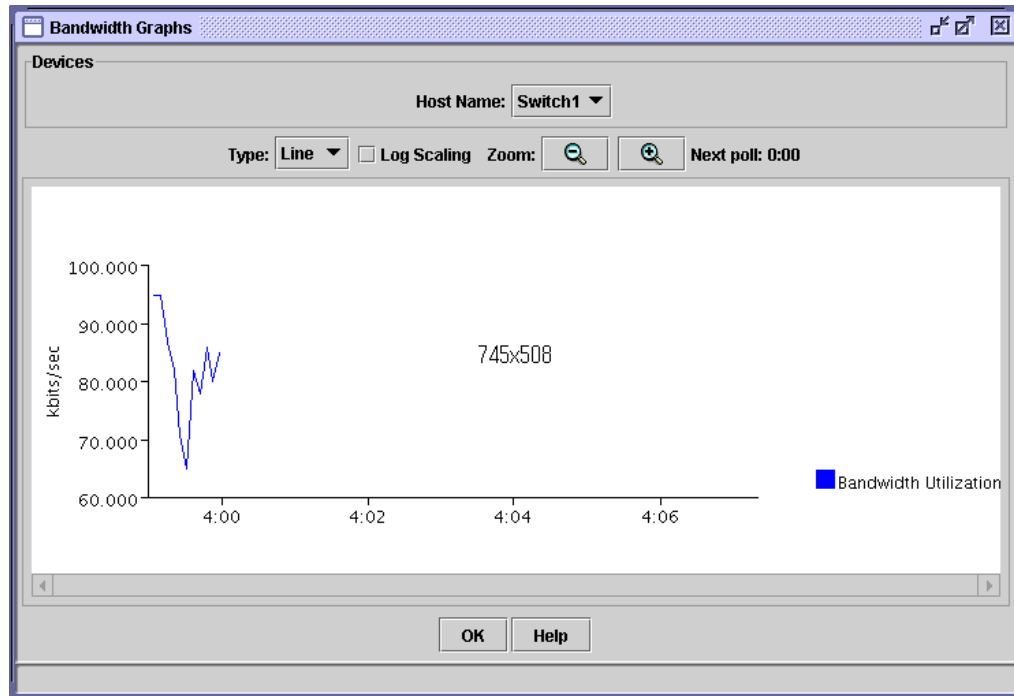 Bandwidth Graphs
Devices
Host Name: Switch1
Type: Line Log Scaling Zoom: Next poll: 0:00
100.000
90.000
80.000
70.000
60.000
kbits/sec
745x508
4:00 4:02 4:04 4:06
Bandwidth Utilization
OK Help